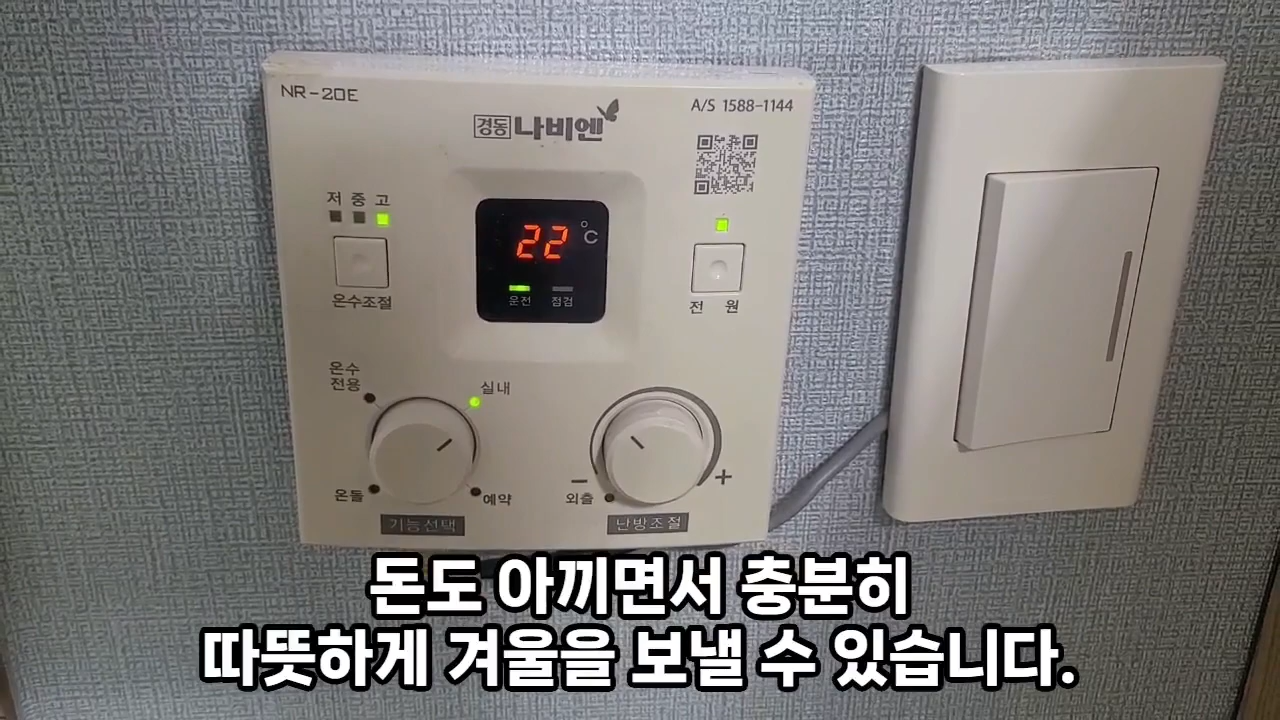 NR-20E
A/S 1588-1144
경동 나비엔
저 중 고
22 °C
운전 점검
온수조절
전 원
온수
전용
실내
온돌
예약
기능선택
- +
외출
난방조절
돈도 아끼면서 충분히
따뜻하게 겨울을 보낼 수 있습니다.